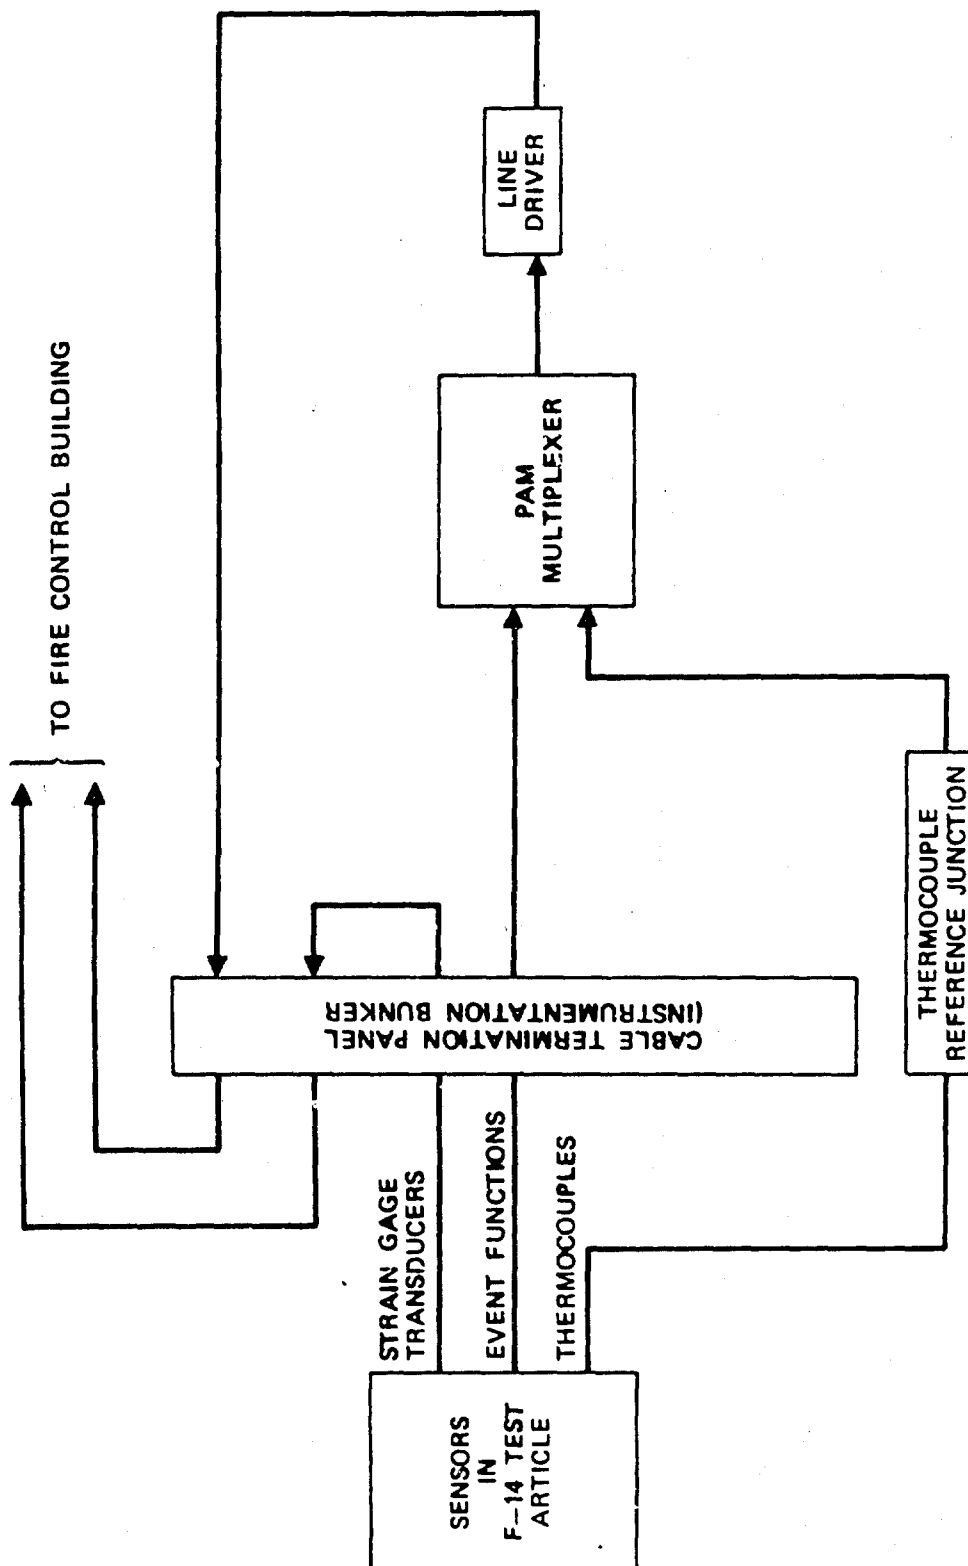 TO FIRE CONTROL BUILDING
LINE
DRIVER
PAM
MULTIPLEXER
CABLE TERMINATION PANEL
(INSTRUMENTATION BUNKER
THERMOCOUPLE
REFERENCE JUNCTION
STRAIN GAGE
TRANSDUCERS
EVENT FUNCTIONS
THERMOCOUPLES
SENSORS
IN
F-14 TEST
ARTICLE